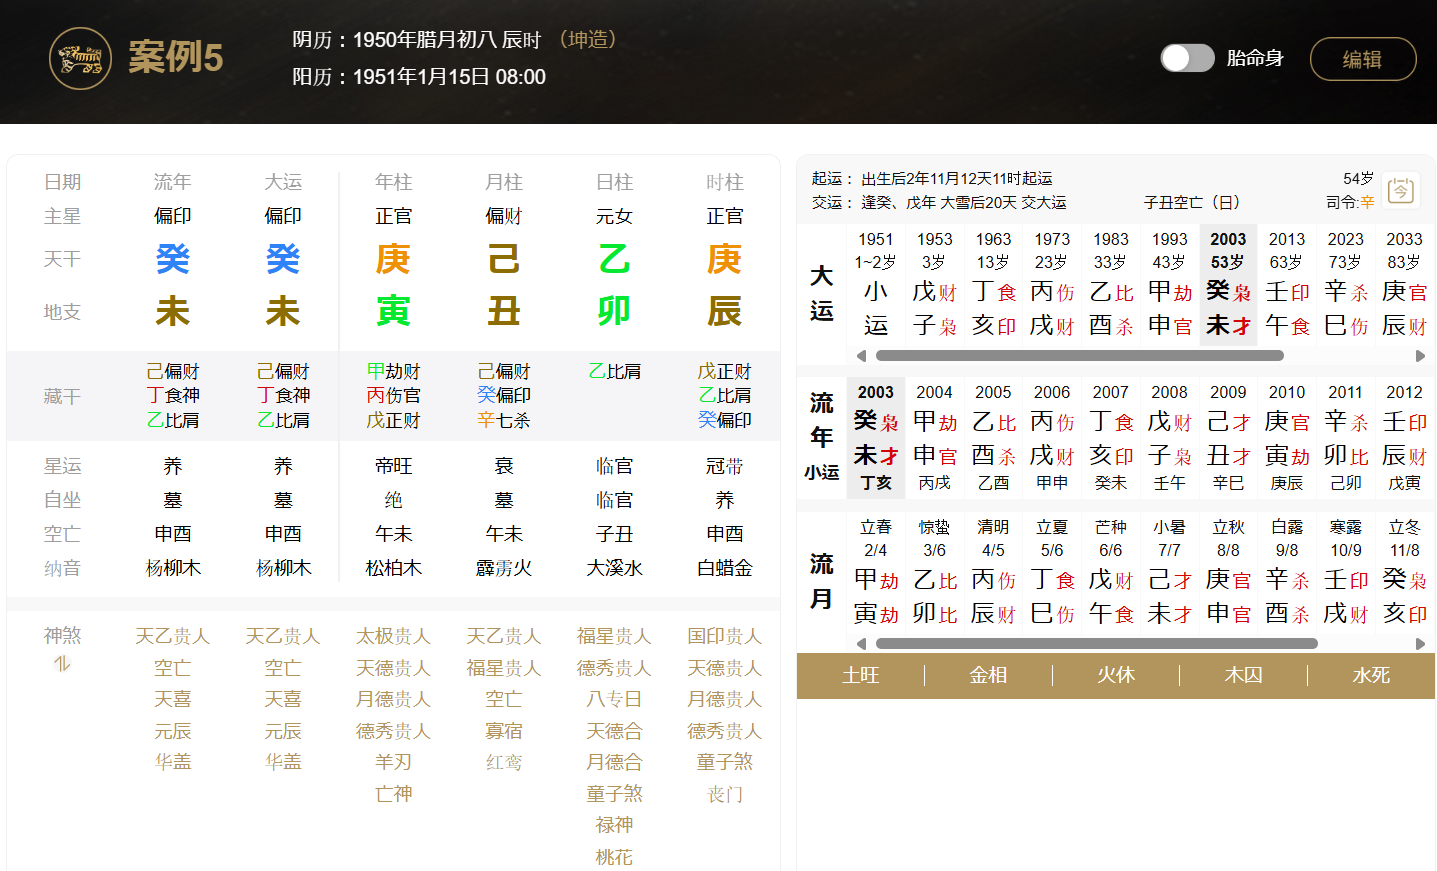 案例5
阴历：1950年腊月初八 辰时 （坤造）
阳历：1951年1月15日 08:00
胎命身
编辑
日期 流年 大运 年柱 月柱 日柱 时柱
主星 偏印 偏印 正官 偏财 元女 正官
天干 癸 癸 庚 己 乙 庚
地支 未 未 寅 丑 卯 辰
藏干 己偏财 己偏财 甲劫财 己偏财 乙比肩 戊正财
丁食神 丁食神 丙伤官 癸偏印 乙比肩
乙比肩 乙比肩 戊正财 辛七杀 癸偏印
星运 养 养 帝旺 衰 临官 冠带
自坐 墓 墓 绝 墓 临官 养
空亡 申酉 申酉 午未 午未 子丑 申酉
纳音 杨柳木 杨柳木 松柏木 霹雳火 大溪水 白蜡金
神煞 天乙贵人 天乙贵人 太极贵人 天乙贵人 福星贵人 国印贵人
空亡 空亡 天德贵人 福星贵人 德秀贵人 天德贵人
天喜 天喜 月德贵人 空亡 八专日 月德贵人
元辰 元辰 德秀贵人 寡宿 天德合 德秀贵人
华盖 华盖 羊刃 红鸾 月德合 童子煞
亡神 童子煞 丧门
禄神
桃花
起运： 出生后2年11月12天11时起运 54岁
今
交运： 逢癸、戊年 大雪后20天 交大运 子丑空亡（日） 司令:辛
大运
1951 1953 1963 1973 1983 1993 2003 2013 2023 2033
1~2岁 3岁 13岁 23岁 33岁 43岁 53岁 63岁 73岁 83岁
小 戊财 丁食 丙伤 乙比 甲劫 癸枭 壬印 辛杀 庚官
运 子枭 亥印 戌财 酉杀 申官 未才 午食 巳伤 辰财
流年
小运
2003 2004 2005 2006 2007 2008 2009 2010 2011 2012
癸枭 甲劫 乙比 丙伤 丁食 戊财 己才 庚官 辛杀 壬印
未才 申官 酉杀 戌财 亥印 子枭 丑才 寅劫 卯比 辰财
丁亥 丙戌 乙酉 甲申 癸未 壬午 辛巳 庚辰 己卯 戊寅
流月
立春 惊蛰 清明 立夏 芒种 小暑 立秋 白露 寒露 立冬
2/4 3/6 4/5 5/6 6/6 7/7 8/8 9/8 10/9 11/8
甲劫 乙比 丙伤 丁食 戊财 己才 庚官 辛杀 壬印 癸枭
寅劫 卯比 辰财 巳伤 午食 未才 申官 酉杀 戌财 亥印
土旺 金相 火休 木囚 水死